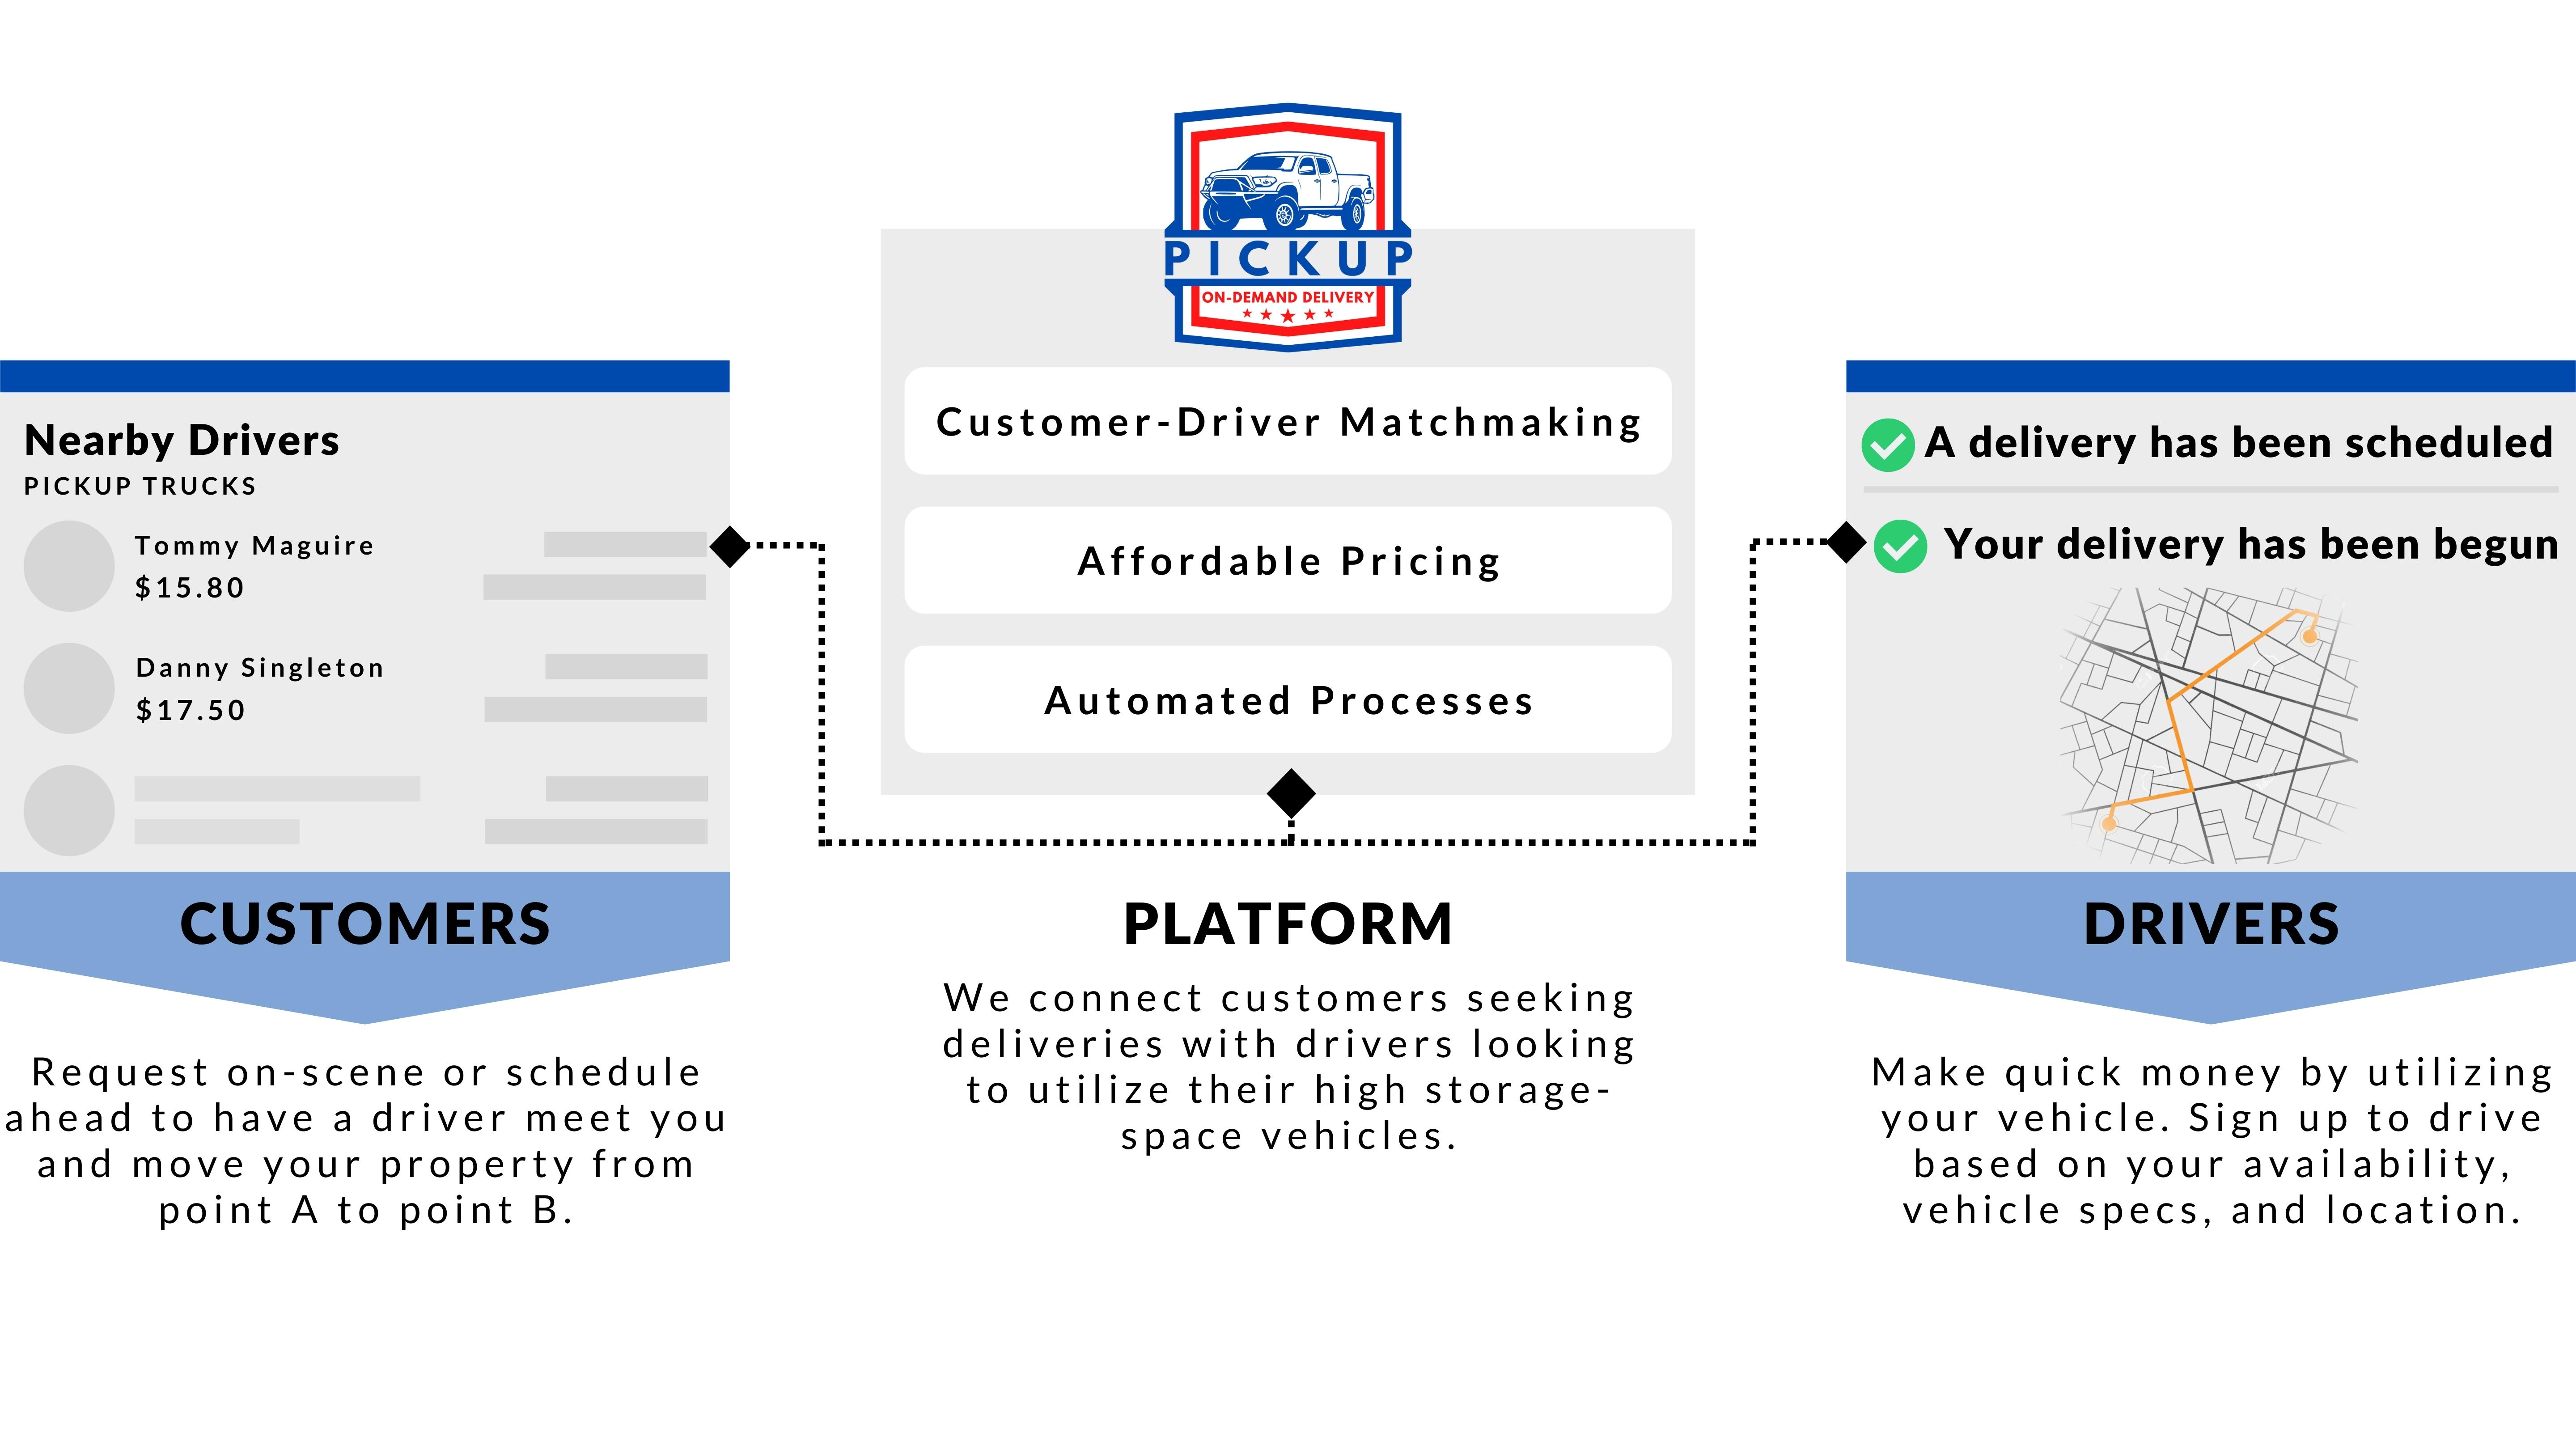 PICKUP
ON-DEMAND DELIVERY
Nearby Drivers
PICKUP TRUCKS
Tommy Maguire
$15.80
Danny Singleton
$17.50
CUSTOMERS
Request on-scene or schedule
ahead to have a driver meet you
and move your property from
point A to point B.
Customer-Driver Matchmaking
Affordable Pricing
Automated Processes
PLATFORM
We connect customers seeking
deliveries with drivers looking
to utilize their high storage-
space vehicles.
A delivery has been scheduled
Your delivery has been begun
DRIVERS
Make quick money by utilizing
your vehicle. Sign up to drive
based on your availability,
vehicle specs, and location.